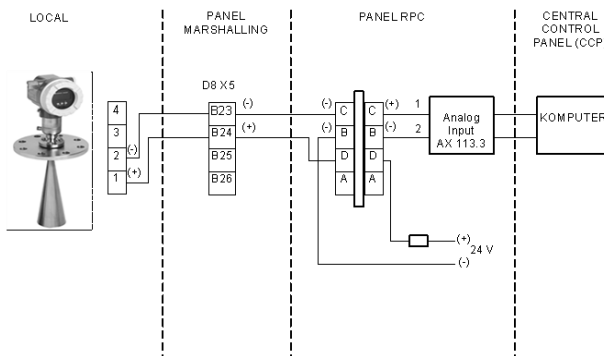 LOCAL
PANEL
MARSHALLING
PANEL RPC
CENTRAL
CONTROL
PANEL (CCP
D8 X5
4
3
2
1
(-)
(+)
B23
B24
B25
B26
(-)
(+)
(-)
(-)
C
B
D
A
C
B
D
A
(+)
(-)
1
2
Analog
Input
AX 113.3
KOMPUTER
(+)
24 V
(-)